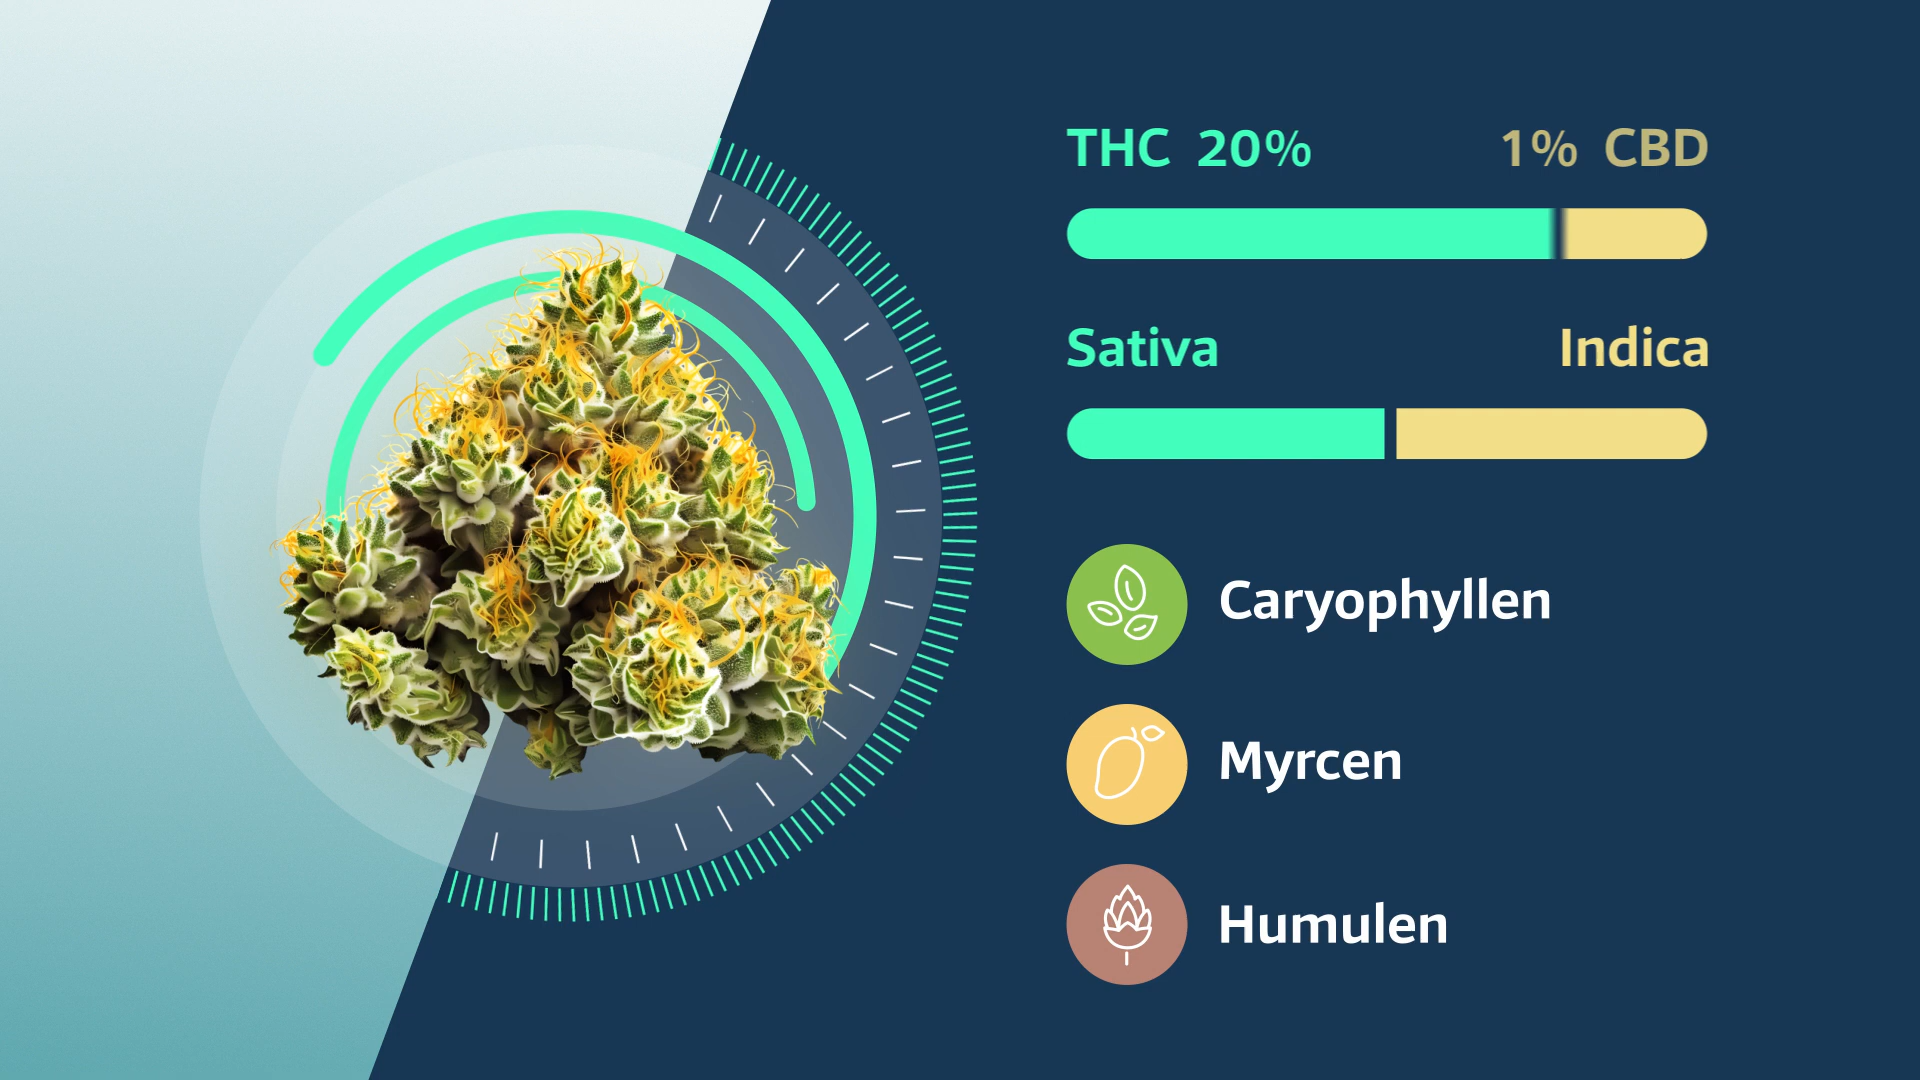 THC 20% 1% CBD
Sativa Indica
Caryophyllen
Myrcen
Humulen